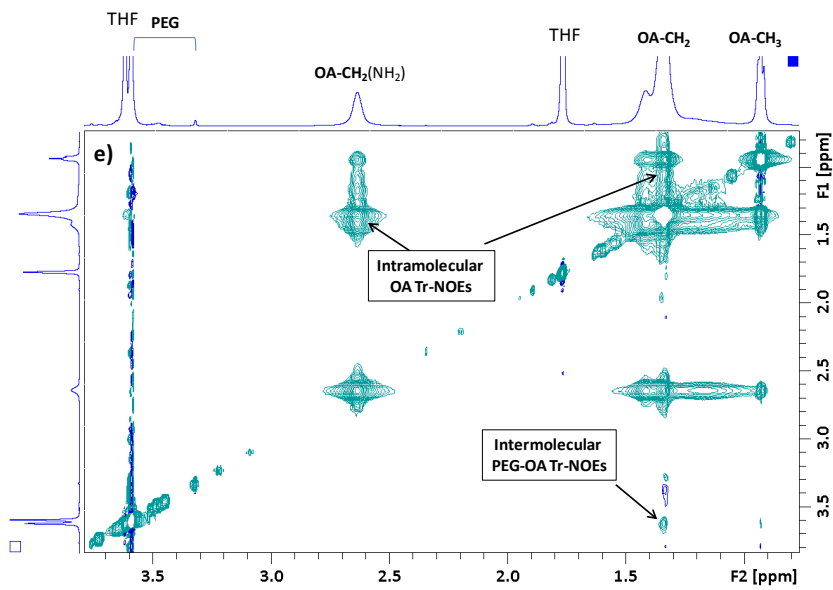 THF
PEG
OA-CH₂(NH₂)
THF
OA-CH₂
OA-CH₃
e)
F1 [ppm]
1.0
1.5
2.0
2.5
3.0
3.5
Intramolecular
OA Tr-NOEs
Intermolecular
PEG-OA Tr-NOEs
3.5
3.0
2.5
2.0
1.5
F2 [ppm]